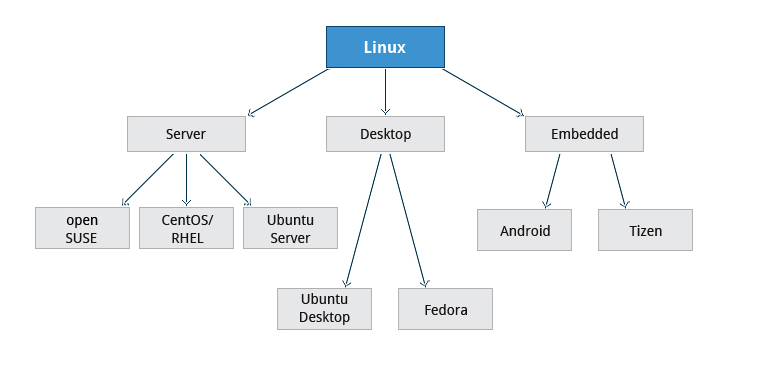 Linux
Server
Desktop
Embedded
open
SUSE
CentOS/
RHEL
Ubuntu
Server
Android
Tizen
Ubuntu
Desktop
Fedora